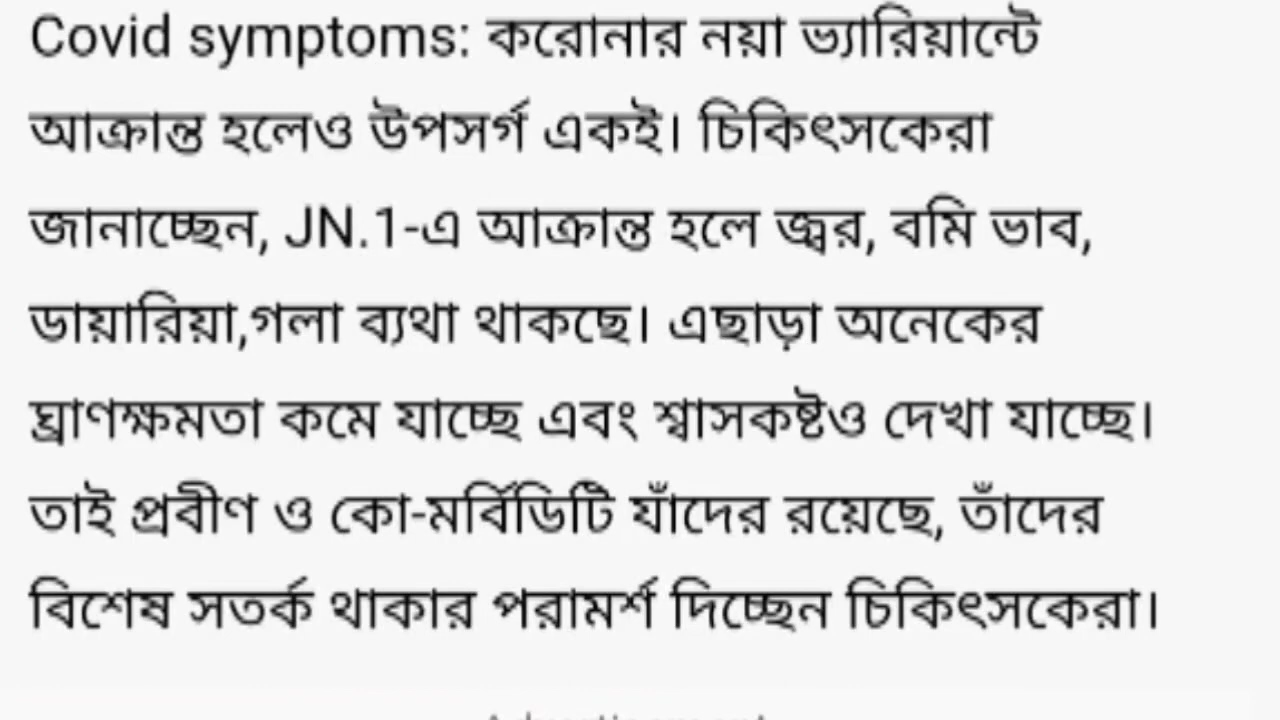 Covid symptoms: করোনার নয়া ভ্যারিয়ান্টে
আক্রান্ত হলেও উপসর্গ একই। চিকিৎসকেরা
জানাচ্ছেন, JN.1-এ আক্রান্ত হলে জ্বর, বমি ভাব,
ডায়ারিয়া,গলা ব্যথা থাকছে। এছাড়া অনেকের
ঘ্রাণক্ষমতা কমে যাচ্ছে এবং শ্বাসকষ্টও দেখা যাচ্ছে।
তাই প্রবীণ ও কো-মর্বিডিটি যাঁদের রয়েছে, তাঁদের
বিশেষ সতর্ক থাকার পরামর্শ দিচ্ছেন চিকিৎসকেরা।